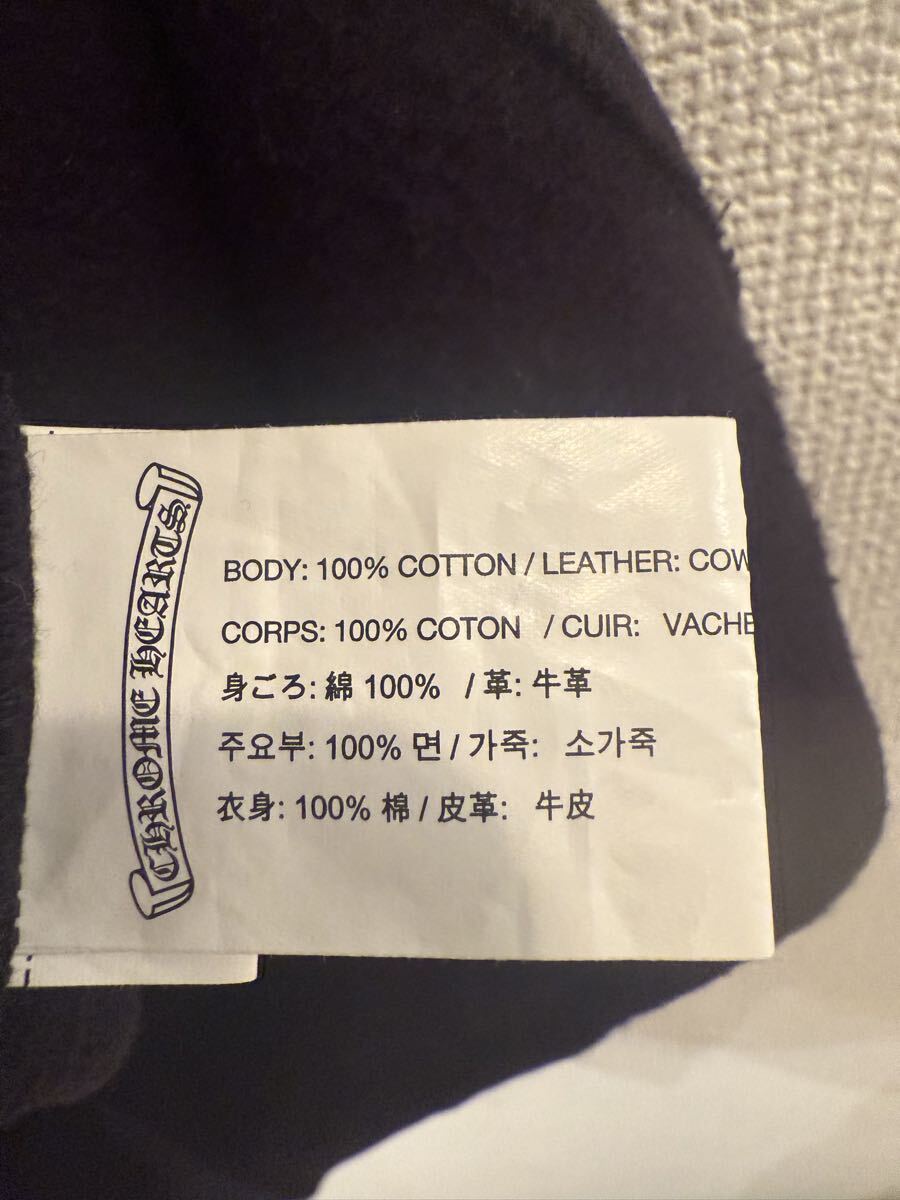 CHROME HEARTS
BODY: 100% COTTON / LEATHER: COW
CORPS: 100% COTON / CUIR: VACHE
身ごろ: 綿 100% / 革: 牛革
주요부: 100% 면 / 가죽: 소가죽
衣身: 100% 棉 / 皮革: 牛皮